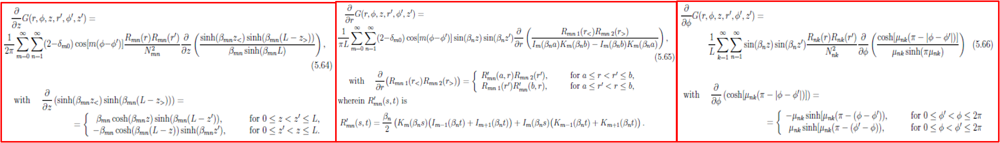 ∂/∂z G(r, ϕ, z, r′, ϕ′, z′) =
1/2π ∑_{m=0}^{∞} ∑_{n=1}^{∞} (2−δ_{m0}) cos[m(ϕ−ϕ′)] R_{mn}(r)R_{mn}(r′)/N²_{mn} ∂/∂z ( sinh(β_{mn}z_<) sinh(β_{mn}(L − z_>)) / β_{mn} sinh(β_{mn}L) ),
(5.64)
with ∂/∂z (sinh(β_{mn}z_<) sinh(β_{mn}(L − z_>))) =
= { β_{mn} cosh(β_{mn}z) sinh(β_{mn}(L − z′)), for 0 ≤ z < z′ ≤ L,
−β_{mn} cosh(β_{mn}(L − z)) sinh(β_{mn}z′), for 0 ≤ z′ < z ≤ L.
∂/∂r G(r, ϕ, z, r′, ϕ′, z′) =
1/πL ∑_{m=0}^{∞} ∑_{n=1}^{∞} (2−δ_{m0}) cos[m(ϕ−ϕ′)] sin(β_n z) sin(β_n z′) ∂/∂r ( R_{mn 1}(r_<)R_{mn 2}(r_>) / I_m(β_n a)K_m(β_n b) − I_m(β_n b)K_m(β_n a) ),
(5.65)
with ∂/∂r (R_{mn 1}(r_<)R_{mn 2}(r_>)) = { R′_{mn}(a, r)R_{mn 2}(r′), for a ≤ r < r′ ≤ b,
R_{mn 1}(r′)R′_{mn}(b, r), for a ≤ r′ < r ≤ b,
wherein R′_{mn}(s, t) is
R′_{mn}(s, t) = β_n/2 (K_m(β_n s)(I_{m−1}(β_n t) + I_{m+1}(β_n t)) + I_m(β_n s)(K_{m−1}(β_n t) + K_{m+1}(β_n t)) .
∂/∂ϕ G(r, ϕ, z, r′, ϕ′, z′) =
1/L ∑_{k=1}^{∞} ∑_{n=1}^{∞} sin(β_n z) sin(β_n z′) R_{nk}(r)R_{nk}(r′)/N²_{nk} ∂/∂ϕ ( cosh[μ_{nk}(π − |ϕ − ϕ′|)] / μ_{nk} sinh(πμ_{nk}) ) (5.66)
with ∂/∂ϕ (cosh[μ_{nk}(π − |ϕ − ϕ′|)]) =
= { −μ_{nk} sinh[μ_{nk}(π − (ϕ − ϕ′)), for 0 ≤ ϕ′ < ϕ ≤ 2π
μ_{nk} sinh[μ_{nk}(π − (ϕ′ − ϕ)), for 0 ≤ ϕ < ϕ′ ≤ 2π